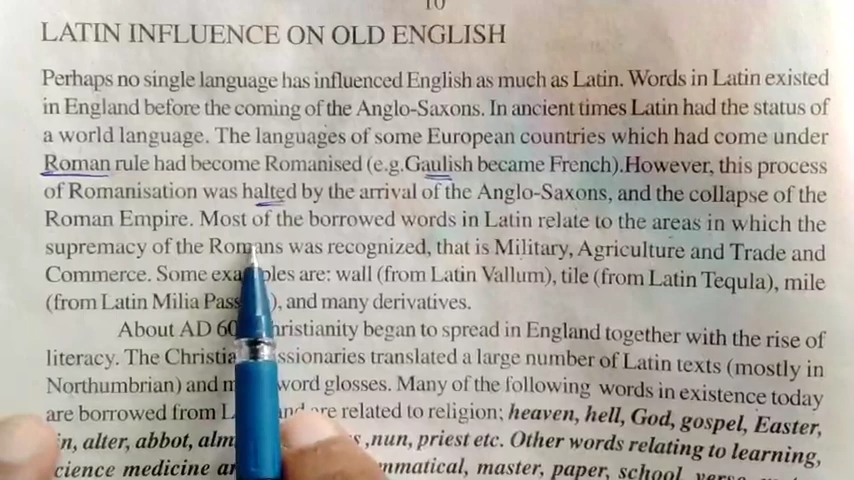 10
LATIN INFLUENCE ON OLD ENGLISH
Perhaps no single language has influenced English as much as Latin. Words in Latin existed
in England before the coming of the Anglo-Saxons. In ancient times Latin had the status of
a world language. The languages of some European countries which had come under
Roman rule had become Romanised (e.g.Gaulish became French).However, this process
of Romanisation was halted by the arrival of the Anglo-Saxons, and the collapse of the
Roman Empire. Most of the borrowed words in Latin relate to the areas in which the
supremacy of the Romans was recognized, that is Military, Agriculture and Trade and
Commerce. Some examples are: wall (from Latin Vallum), tile (from Latin Tequla), mile
(from Latin Milia Pass), and many derivatives.
About AD 60 hristianity began to spread in England together with the rise of
literacy. The Christia ssionaries translated a large number of Latin texts (mostly in
Northumbrian) and m word glosses. Many of the following words in existence today
are borrowed from L and are related to religion; heaven, hell, God, gospel, Easter,
in, alter, abbot, alm s ,nun, priest etc. Other words relating to learning,
cience medicine ar mmatical, master, paper, school, verse